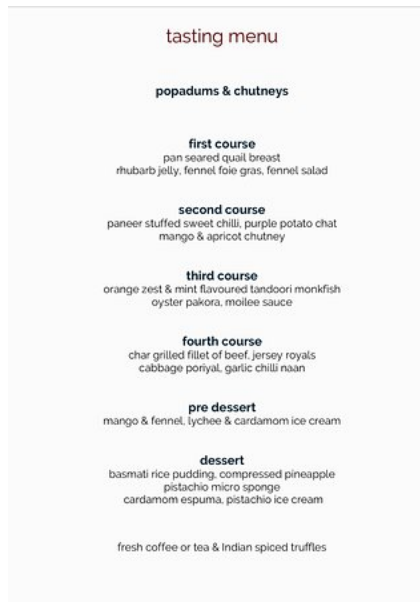 tasting menu
popadums & chutneys
first course
pan seared quail breast
rhubarb jelly, fennel foie gras, fennel salad
second course
paneer stuffed sweet chilli, purple potato chat
mango & apricot chutney
third course
orange zest & mint flavoured tandoori monkfish
oyster pakora, moilee sauce
fourth course
char grilled fillet of beef, jersey royals
cabbage poriyal, garlic chilli naan
pre dessert
mango & fennel, lychee & cardamom ice cream
dessert
basmati rice pudding, compressed pineapple
pistachio micro sponge
cardamom espuma, pistachio ice cream
fresh coffee or tea & Indian spiced truffles